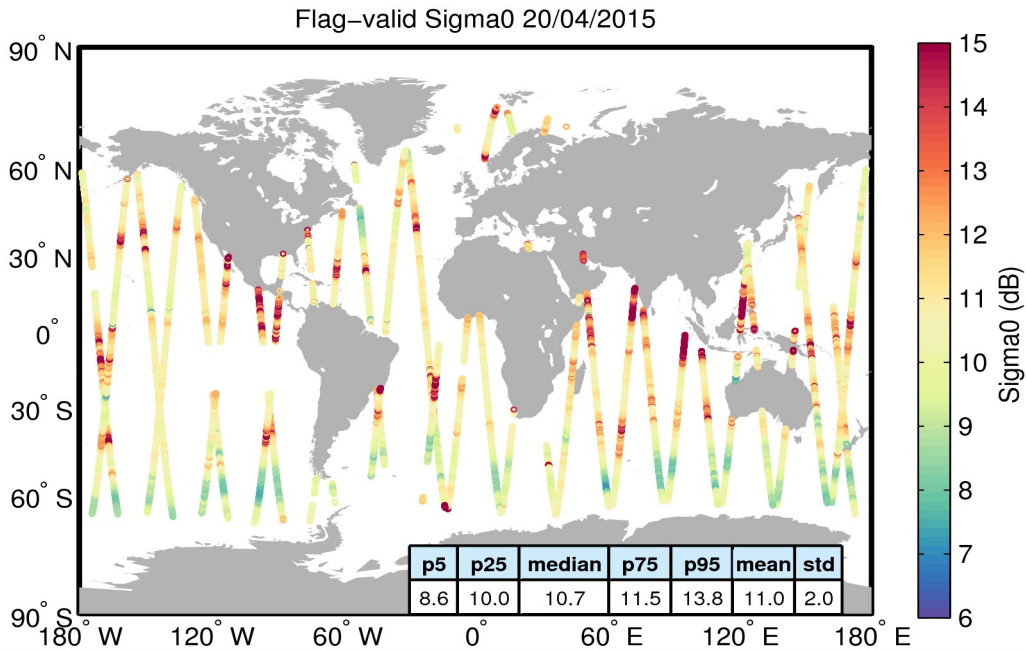 Flag−valid Sigma0 20/04/2015
90° N
60° N
30° N
0°
30° S
60° S
90° S
180° W
120° W
60° W
0°
60° E
120° E
180° E
15
14
13
12
11
10
9
8
7
6
Sigma0 (dB)
p5 p25 median p75 p95 mean std
8.6 10.0 10.7 11.5 13.8 11.0 2.0